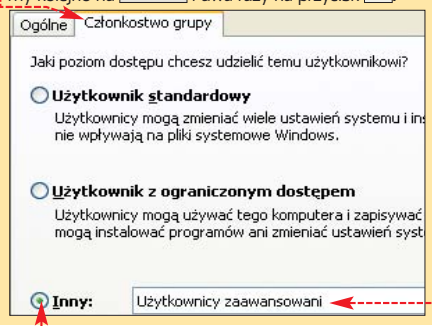 Ogólne Członkostwo grupy
Jaki poziom dostępu chcesz udzielić temu użytkownikowi?
Użytkownik standardowy
Użytkownicy mogą zmieniać wiele ustawień systemu i
nie wpływają na pliki systemowe Windows.
Użytkownik z ograniczonym dostępem
Użytkownicy mogą używać tego komputera i zapisywać
mogą instalować programów ani zmieniać ustawień
Inny: Użytkownicy zaawansowani